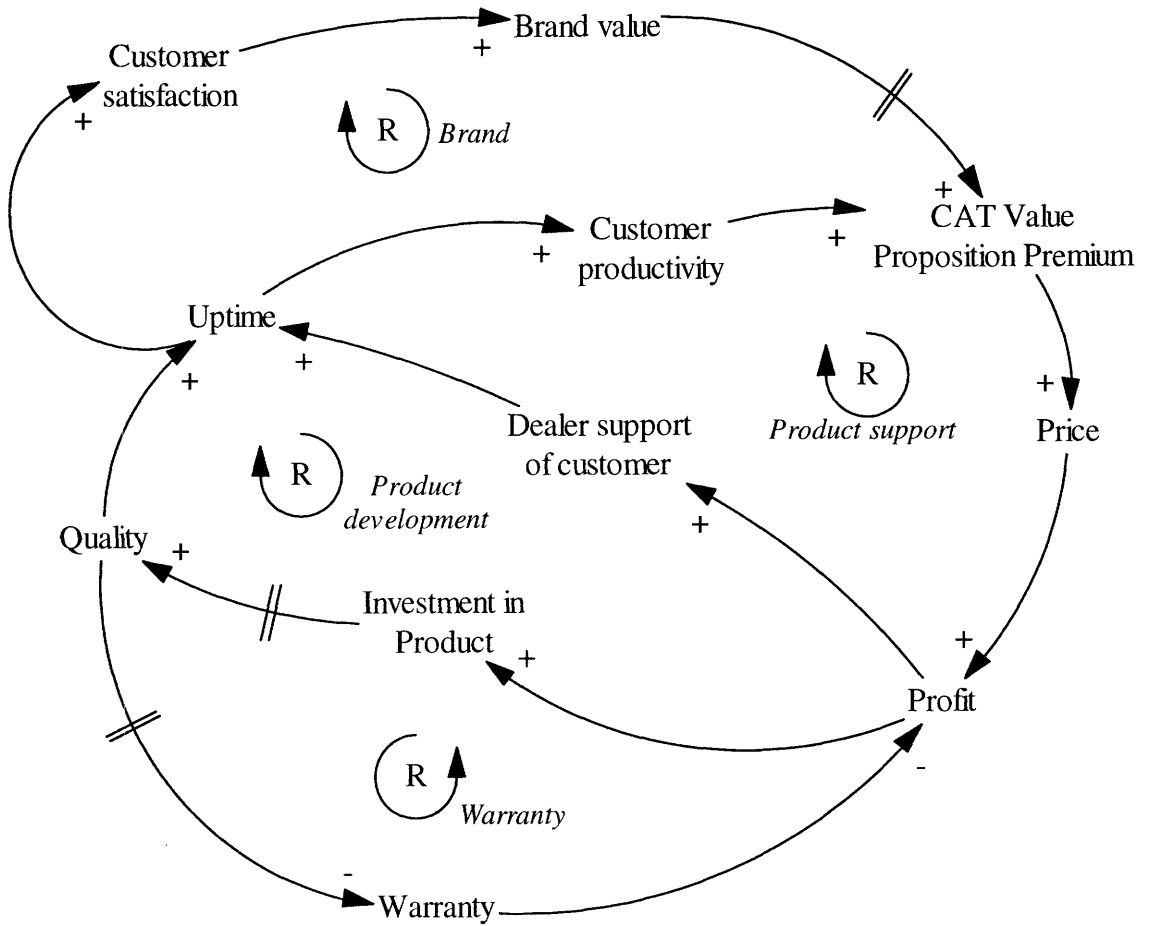 Brand value
+
Customer
satisfaction
+
R
Brand
+
CAT Value
Proposition Premium
Customer
productivity
+
+
Uptime
+
+
R
Product support
+
Price
Dealer support
of customer
R
Product
development
+
Quality
+
Investment in
Product
+
+
Profit
-
R
Warranty
-
Warranty